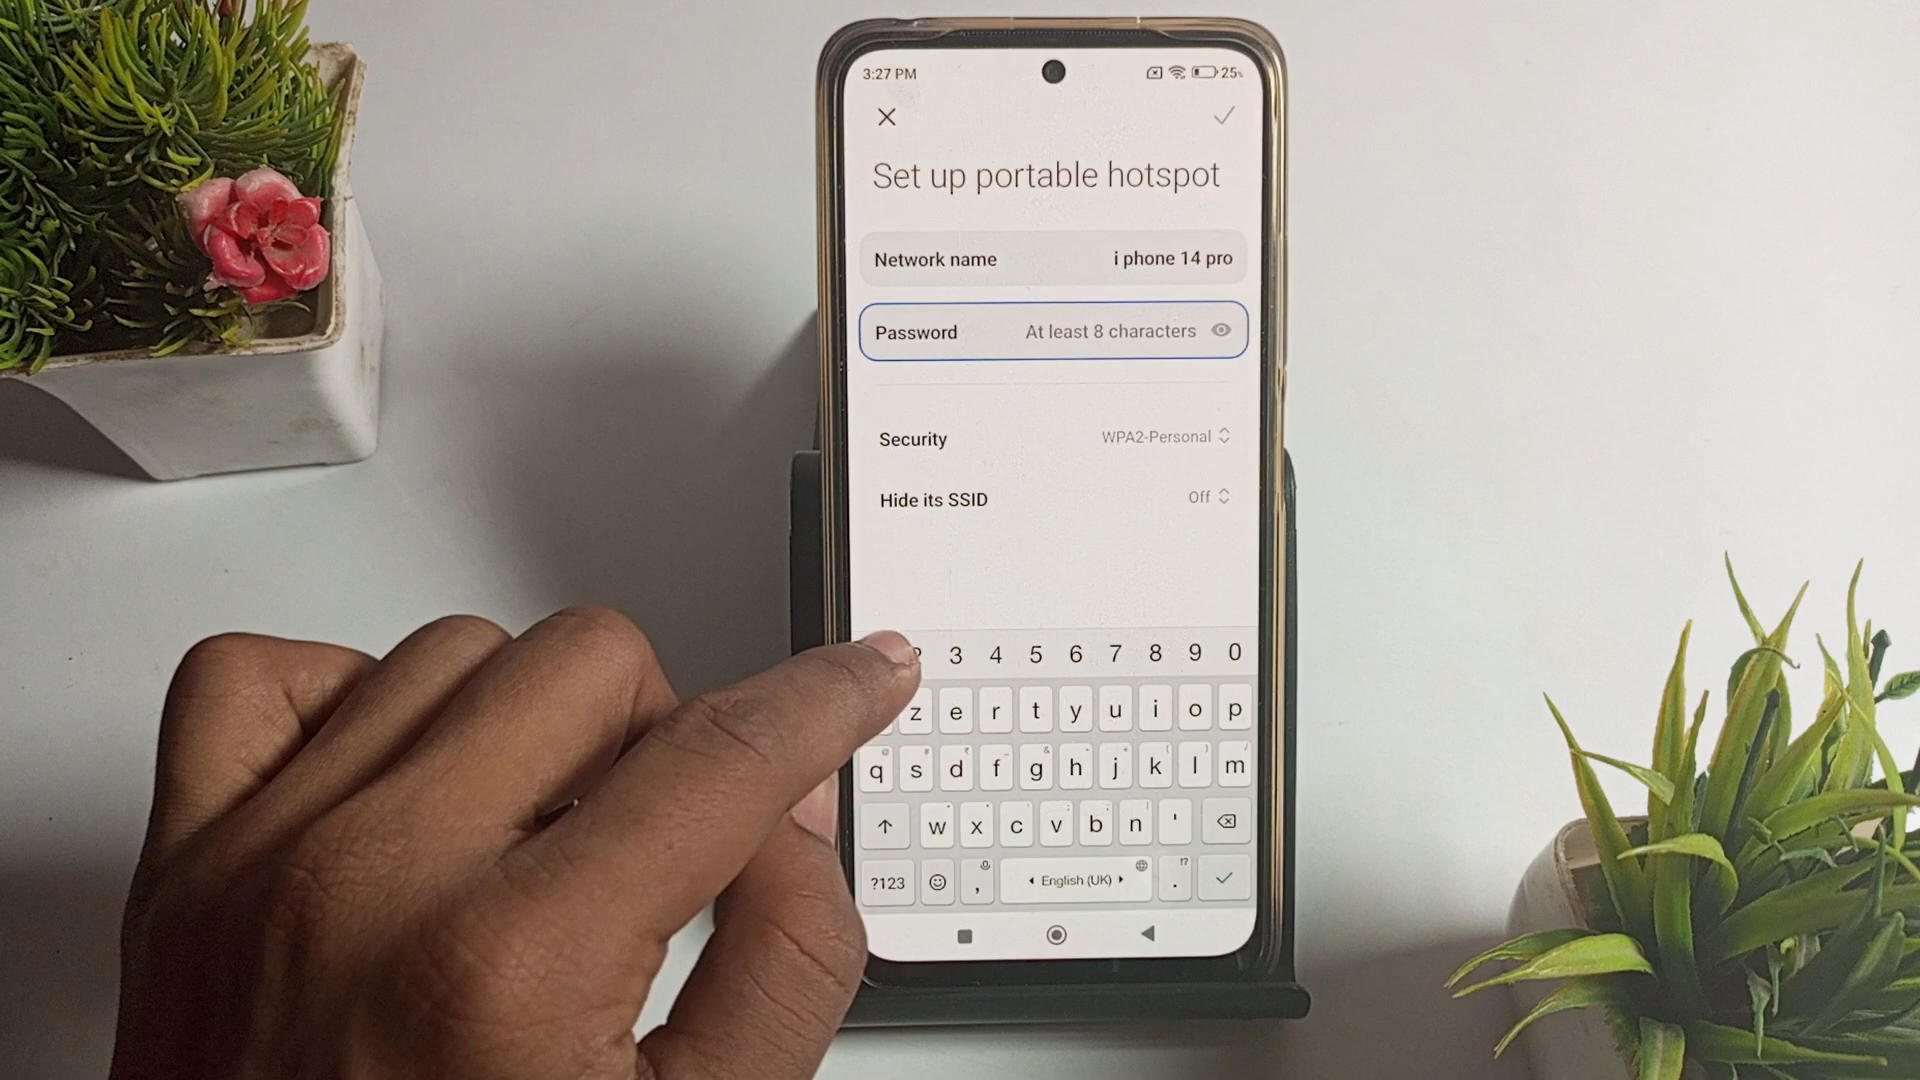 3:27 PM 25%
Set up portable hotspot
Network name i phone 14 pro
Password At least 8 characters
Security WPA2-Personal
Hide its SSID Off
3 4 5 6 7 8 9 0
z e r t y u i o p
q s d f g h j k l m
w x c v b n '
?123 , English (UK) . !?